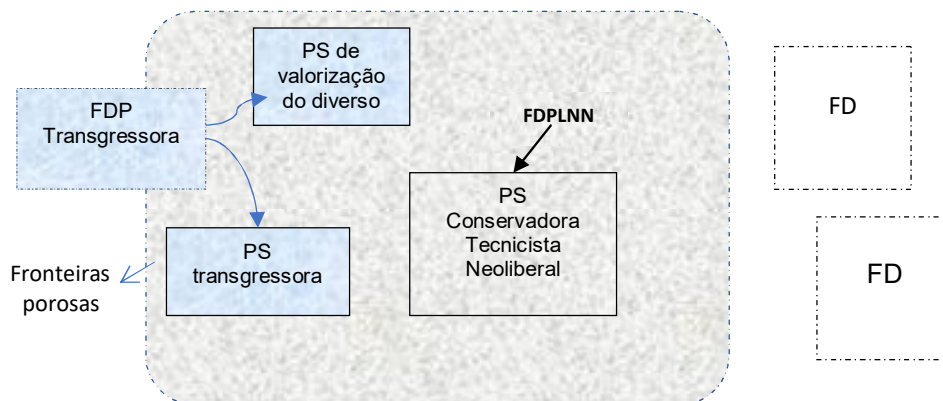 PS de
valorização
do diverso
FDP
Transgressora
FDPLNN
FD
PS
Conservadora
Tecnicista
Neoliberal
PS
transgressora
Fronteiras
porosas
FD